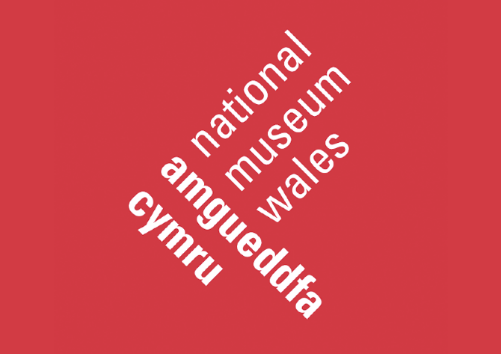 national
museum
wales
amgueddfa
cymru